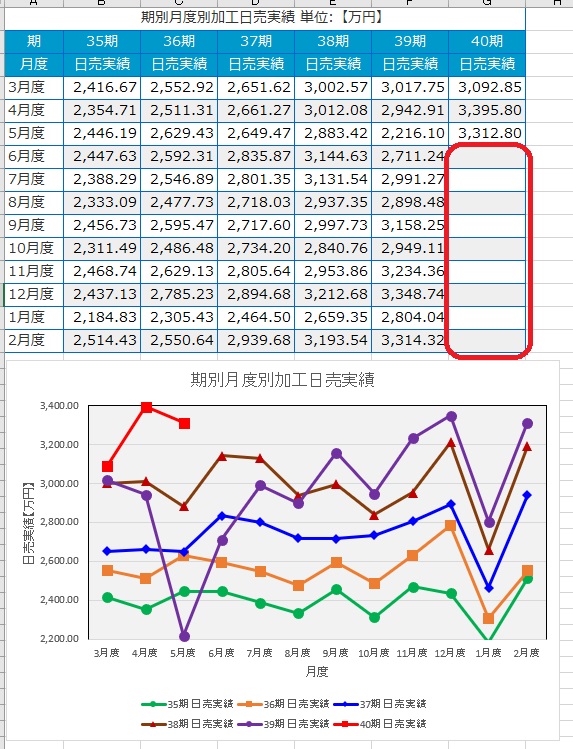 A B C D E F G H
期別月度別加工日売実績 単位:【万円】
期 35期 36期 37期 38期 39期 40期
月度 日売実績 日売実績 日売実績 日売実績 日売実績 日売実績
3月度 2,416.67 2,552.92 2,651.62 3,002.57 3,017.75 3,092.85
4月度 2,354.71 2,511.31 2,661.27 3,012.08 2,942.91 3,395.80
5月度 2,446.19 2,629.43 2,649.47 2,883.42 2,216.10 3,312.80
6月度 2,447.63 2,592.31 2,835.87 3,144.63 2,711.24
7月度 2,388.29 2,546.89 2,801.35 3,131.54 2,991.27
8月度 2,333.09 2,477.73 2,718.03 2,937.35 2,898.48
9月度 2,456.73 2,595.47 2,717.60 2,997.73 3,158.25
10月度 2,311.49 2,486.48 2,734.20 2,840.76 2,949.11
11月度 2,468.74 2,629.13 2,805.64 2,953.86 3,234.36
12月度 2,437.13 2,785.23 2,894.68 3,212.68 3,348.74
1月度 2,184.83 2,305.43 2,464.50 2,659.35 2,804.04
2月度 2,514.43 2,550.64 2,939.68 3,193.54 3,314.32
期別月度別加工日売実績
3,400.00
3,200.00
3,000.00
2,800.00
2,600.00
2,400.00
2,200.00
日売実績【万円】
3月度 4月度 5月度 6月度 7月度 8月度 9月度 10月度 11月度 12月度 1月度 2月度
月度
35期 日売実績 36期 日売実績 37期 日売実績
38期 日売実績 39期 日売実績 40期 日売実績